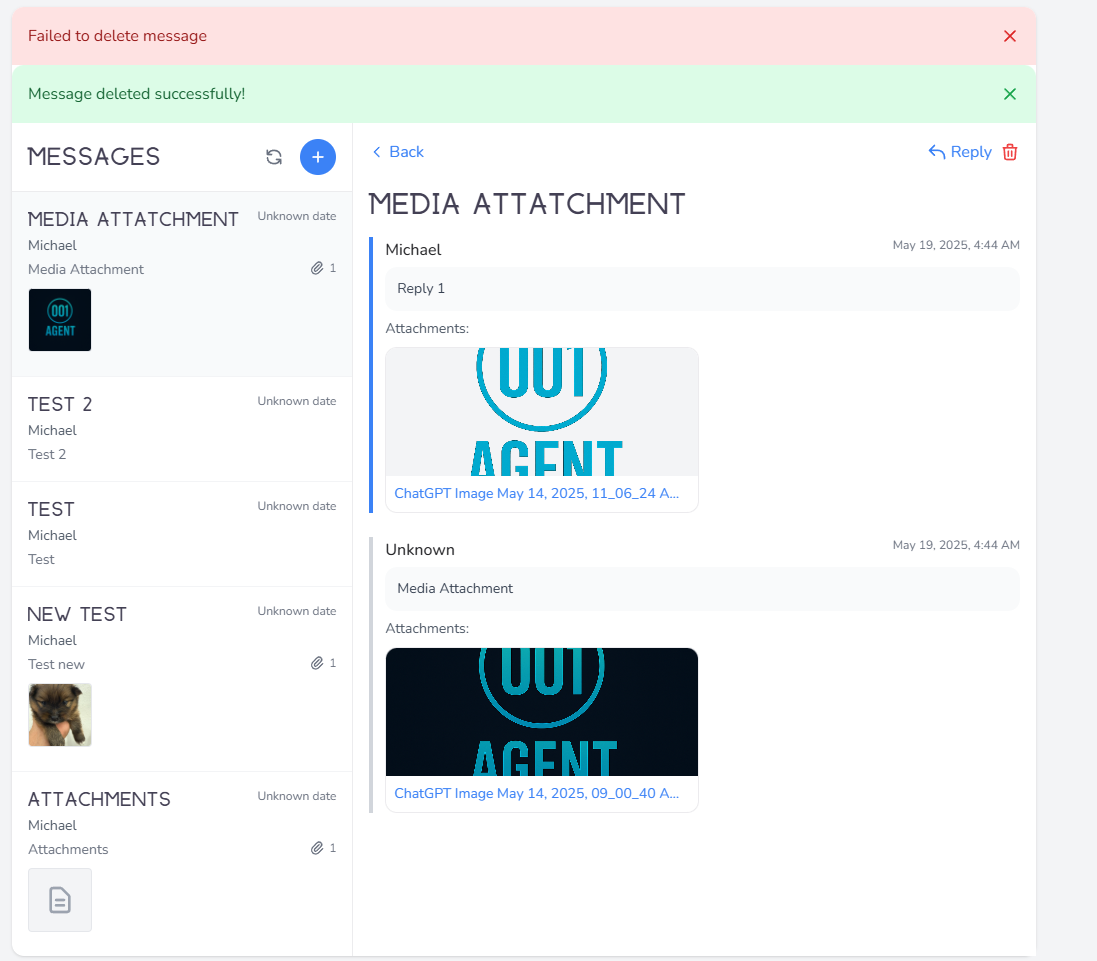 Failed to delete message
Message deleted successfully!
MESSAGES
MEDIA ATTATCHMENT Unknown date
Michael
Media Attachment 1
001
AGENT
TEST 2 Unknown date
Michael
Test 2
TEST Unknown date
Michael
Test
NEW TEST Unknown date
Michael
Test new 1
ATTACHMENTS Unknown date
Michael
Attachments 1
Back Reply
MEDIA ATTATCHMENT
Michael May 19, 2025, 4:44 AM
Reply 1
Attachments:
001
AGENT
ChatGPT Image May 14, 2025, 11_06_24 A...
Unknown May 19, 2025, 4:44 AM
Media Attachment
Attachments:
001
AGENT
ChatGPT Image May 14, 2025, 09_00_40 A...